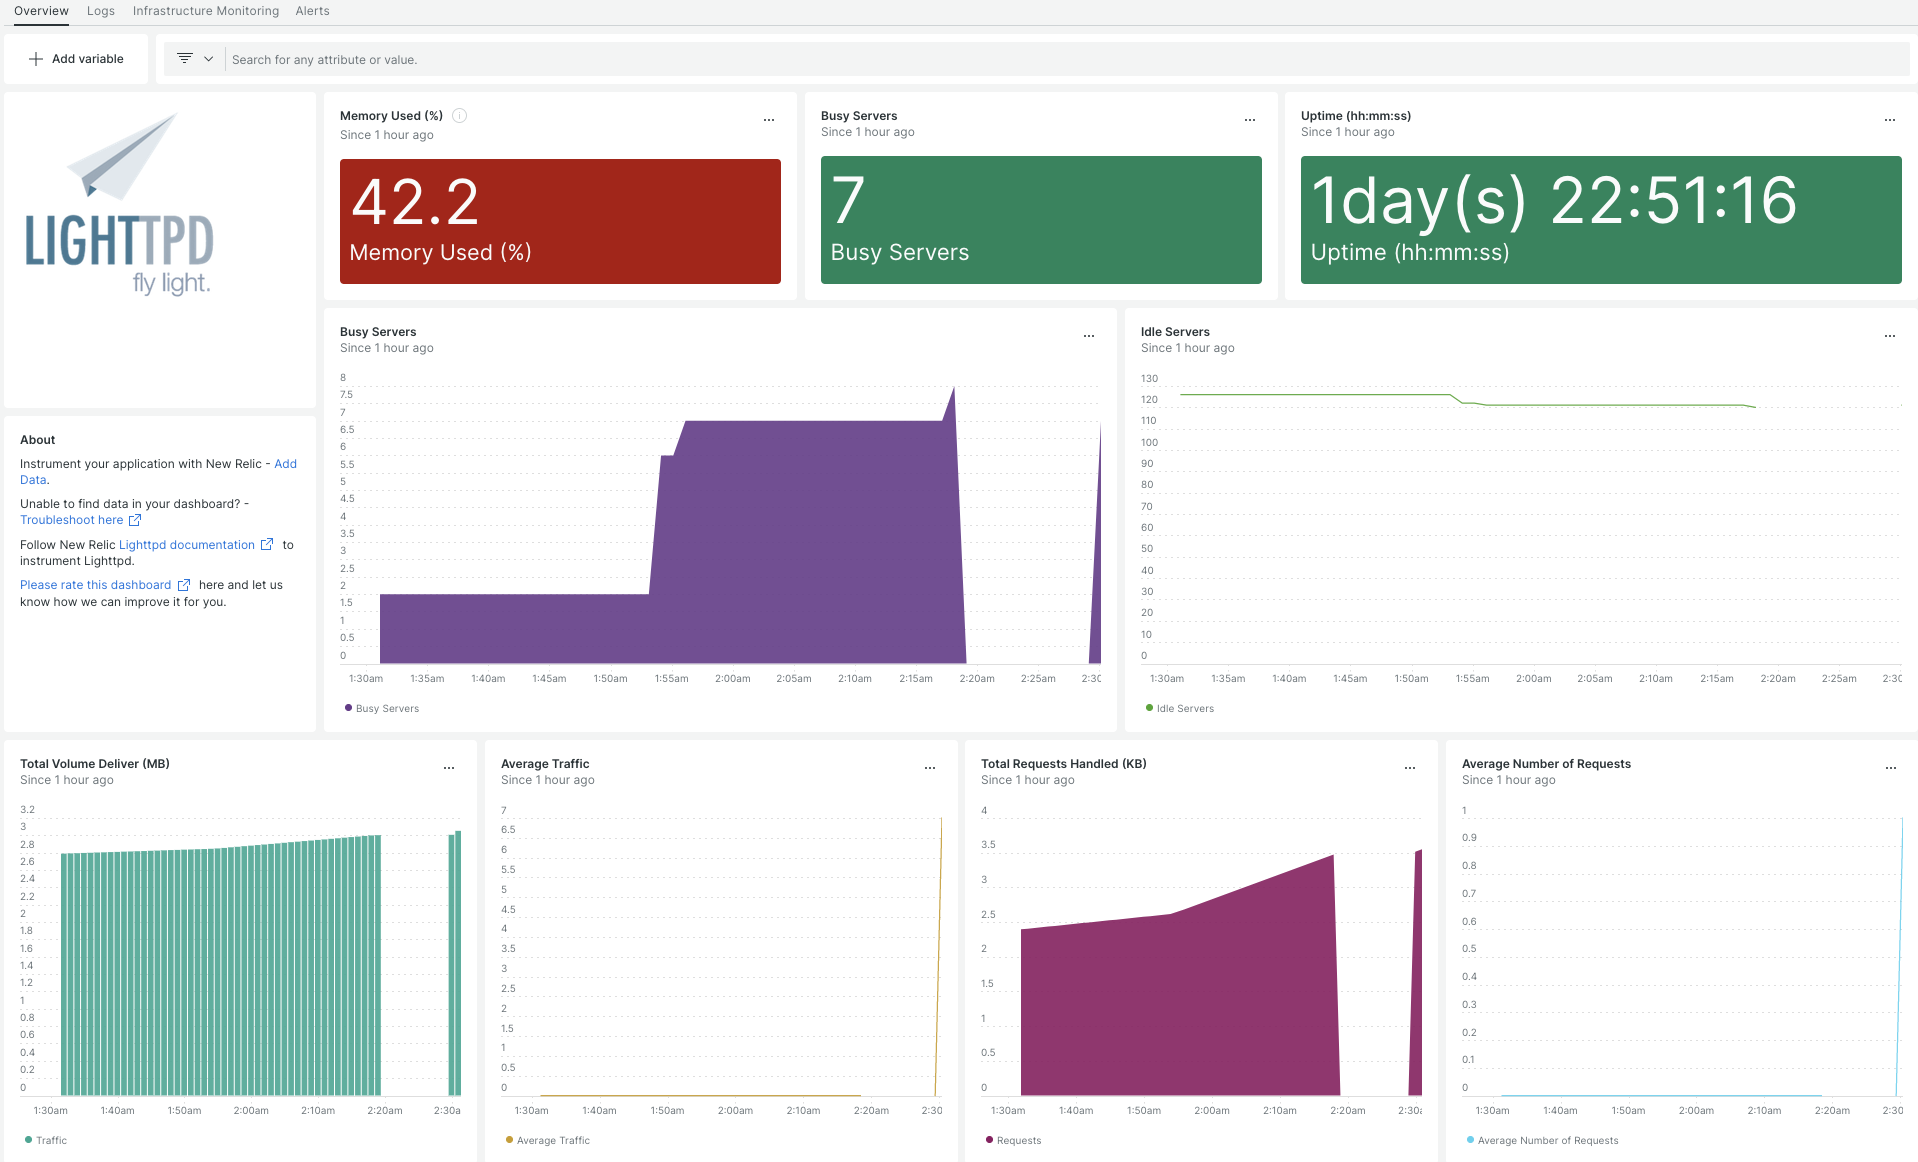 Overview Logs Infrastructure Monitoring Alerts
Add variable
Search for any attribute or value.
LIGHTTPD
fly light.
Memory Used (%)
Since 1 hour ago
42.2
Memory Used (%)
Busy Servers
Since 1 hour ago
7
Busy Servers
Uptime (hh:mm:ss)
Since 1 hour ago
1day(s) 22:51:16
Uptime (hh:mm:ss)
About
Instrument your application with New Relic - Add
Data.
Unable to find data in your dashboard? -
Troubleshoot here
Follow New Relic Lighttpd documentation to
instrument Lighttpd.
Please rate this dashboard here and let us
know how we can improve it for you.
Busy Servers
Since 1 hour ago
8
7.5
7
6.5
6
5.5
5
4.5
4
3.5
3
2.5
2
1.5
1
0.5
0
1:30am 1:35am 1:40am 1:45am 1:50am 1:55am 2:00am 2:05am 2:10am 2:15am 2:20am 2:25am 2:30
Busy Servers
Idle Servers
Since 1 hour ago
130
120
110
100
90
80
70
60
50
40
30
20
10
0
1:30am 1:35am 1:40am 1:45am 1:50am 1:55am 2:00am 2:05am 2:10am 2:15am 2:20am 2:25am 2:30
Idle Servers
Total Volume Deliver (MB)
Since 1 hour ago
3.2
3
2.8
2.6
2.4
2.2
2
1.8
1.6
1.4
1.2
1
0.8
0.6
0.4
0.2
0
1:30am 1:40am 1:50am 2:00am 2:10am 2:20am 2:30a
Traffic
Average Traffic
Since 1 hour ago
7
6.5
6
5.5
5
4.5
4
3.5
3
2.5
2
1.5
1
0.5
0
1:30am 1:40am 1:50am 2:00am 2:10am 2:20am 2:30
Average Traffic
Total Requests Handled (KB)
Since 1 hour ago
4
3.5
3
2.5
2
1.5
1
0.5
0
1:30am 1:40am 1:50am 2:00am 2:10am 2:20am 2:30
Requests
Average Number of Requests
Since 1 hour ago
1
0.9
0.8
0.7
0.6
0.5
0.4
0.3
0.2
0.1
0
1:30am 1:40am 1:50am 2:00am 2:10am 2:20am 2:30
Average Number of Requests